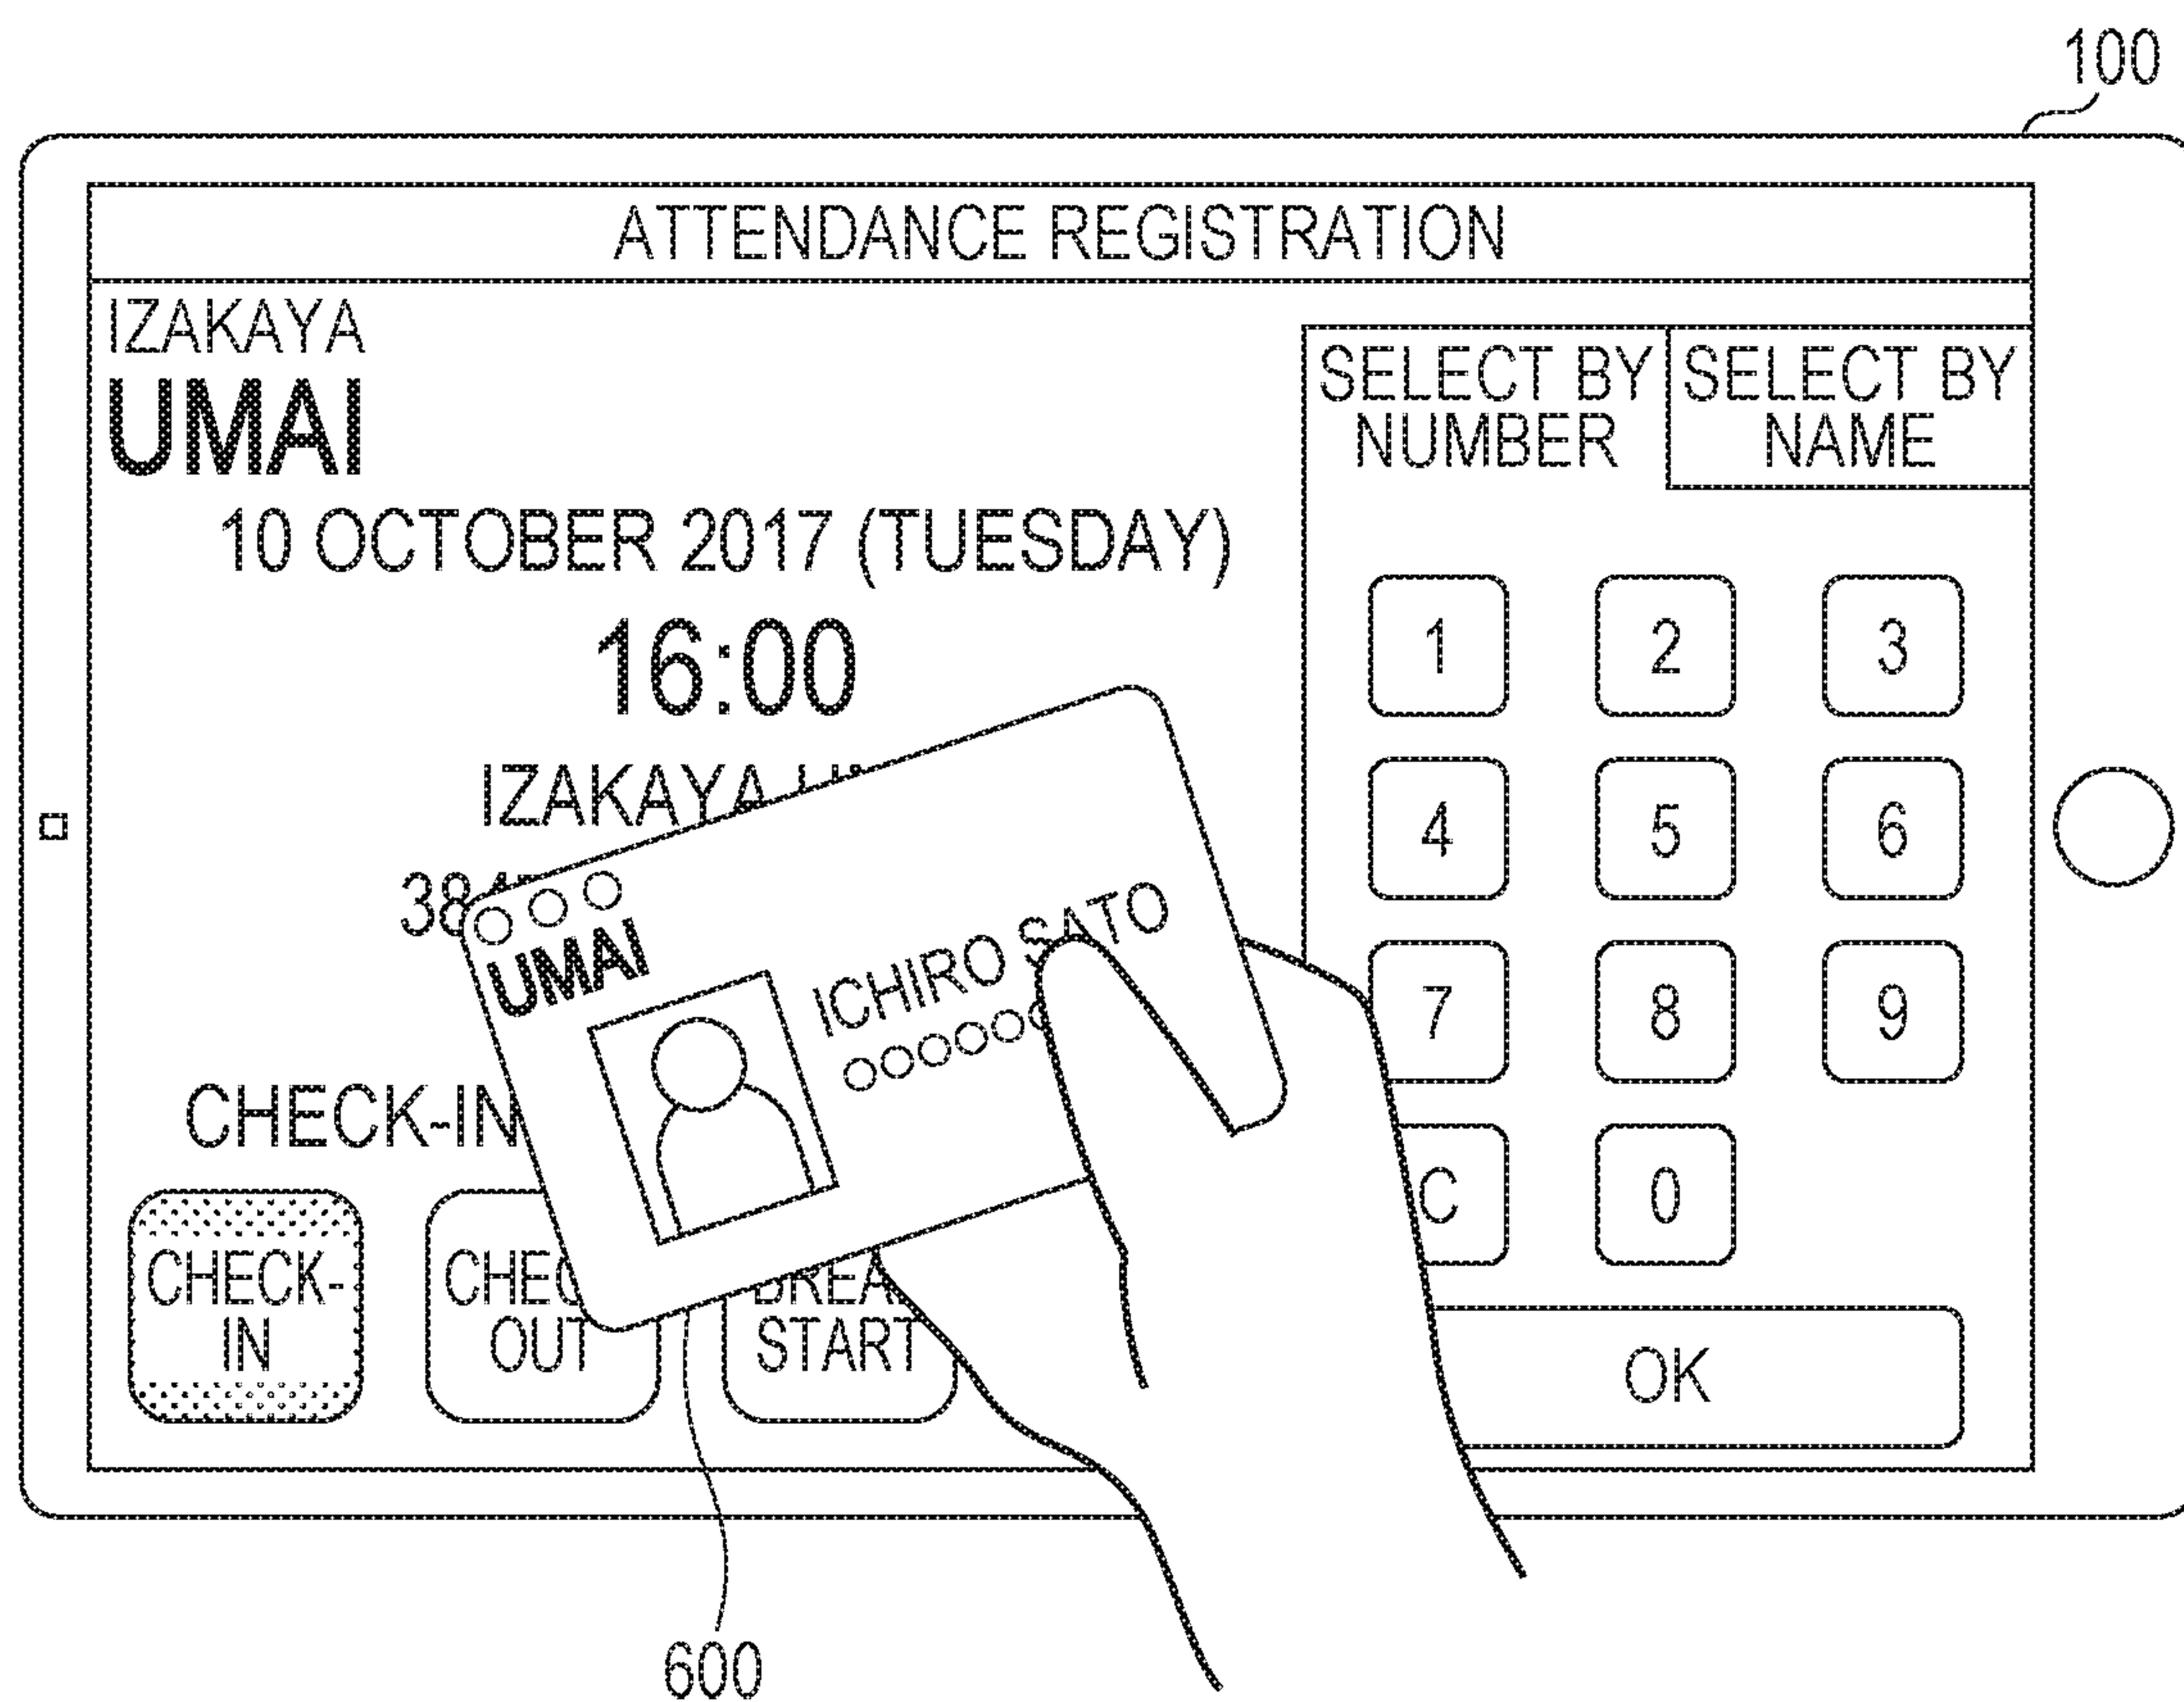 100
ATTENDANCE REGISTRATION
IZAKAYA
UMAI
10 OCTOBER 2017 (TUESDAY)
16:00
IZAKAYA
38
CHECK-IN
CHECK-
IN
OUT
START
UMAI
ICHIRO SATO
SELECT BY
NUMBER
SELECT BY
NAME
1 2 3
4 5 6
7 8 9
C 0
OK
600